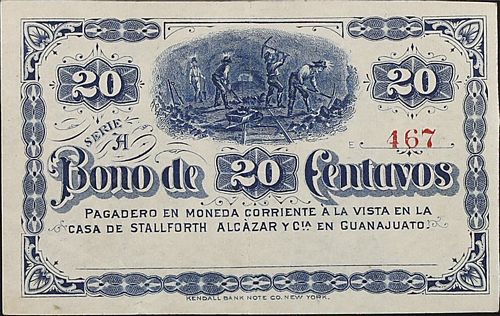 20 20
SERIE
A
E 467
Bono de 20 Centavos
PAGADERO EN MONEDA CORRIENTE À LA VISTA EN LA
CASA DE STALLFORTH ALCÀZAR Y CIA EN GUANAJUATO.
KENDALL BANK NOTE CO. NEW YORK.